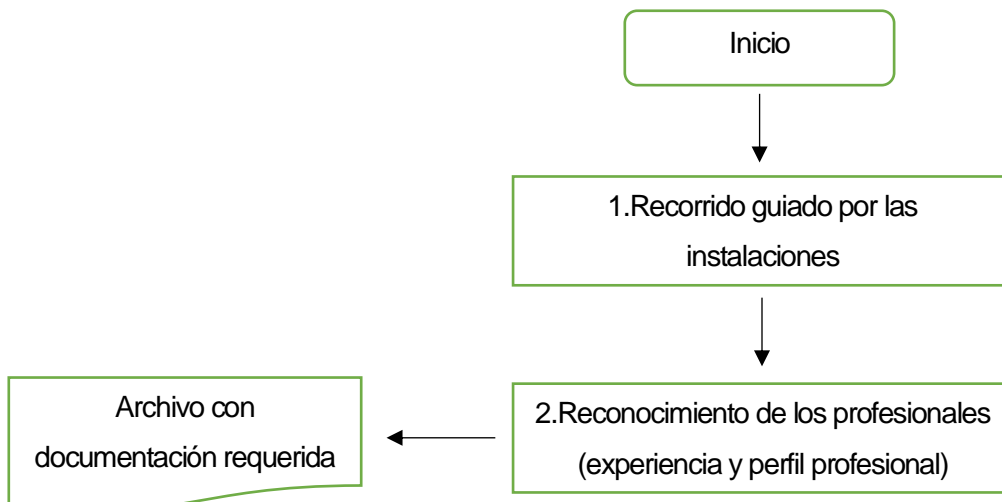 Inicio
1.Recorrido guiado por las
instalaciones
2.Reconocimiento de los profesionales
(experiencia y perfil profesional)
Archivo con
documentación requerida